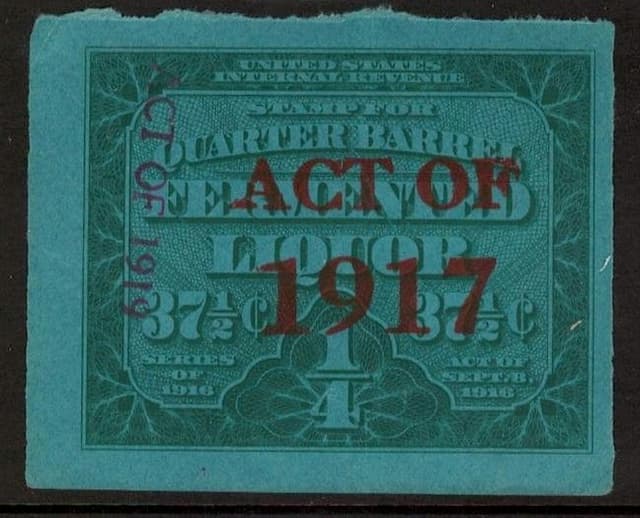 UNITED STATES
INTERNAL REVENUE
STAMP FOR
QUARTER BARREL
FERMENTED
LIQUOR
37½¢ 37½¢
1/4
SERIES
OF
1916
ACT OF
SEPT. 8,
1916
ACT OF
1917
ACT OF 1919